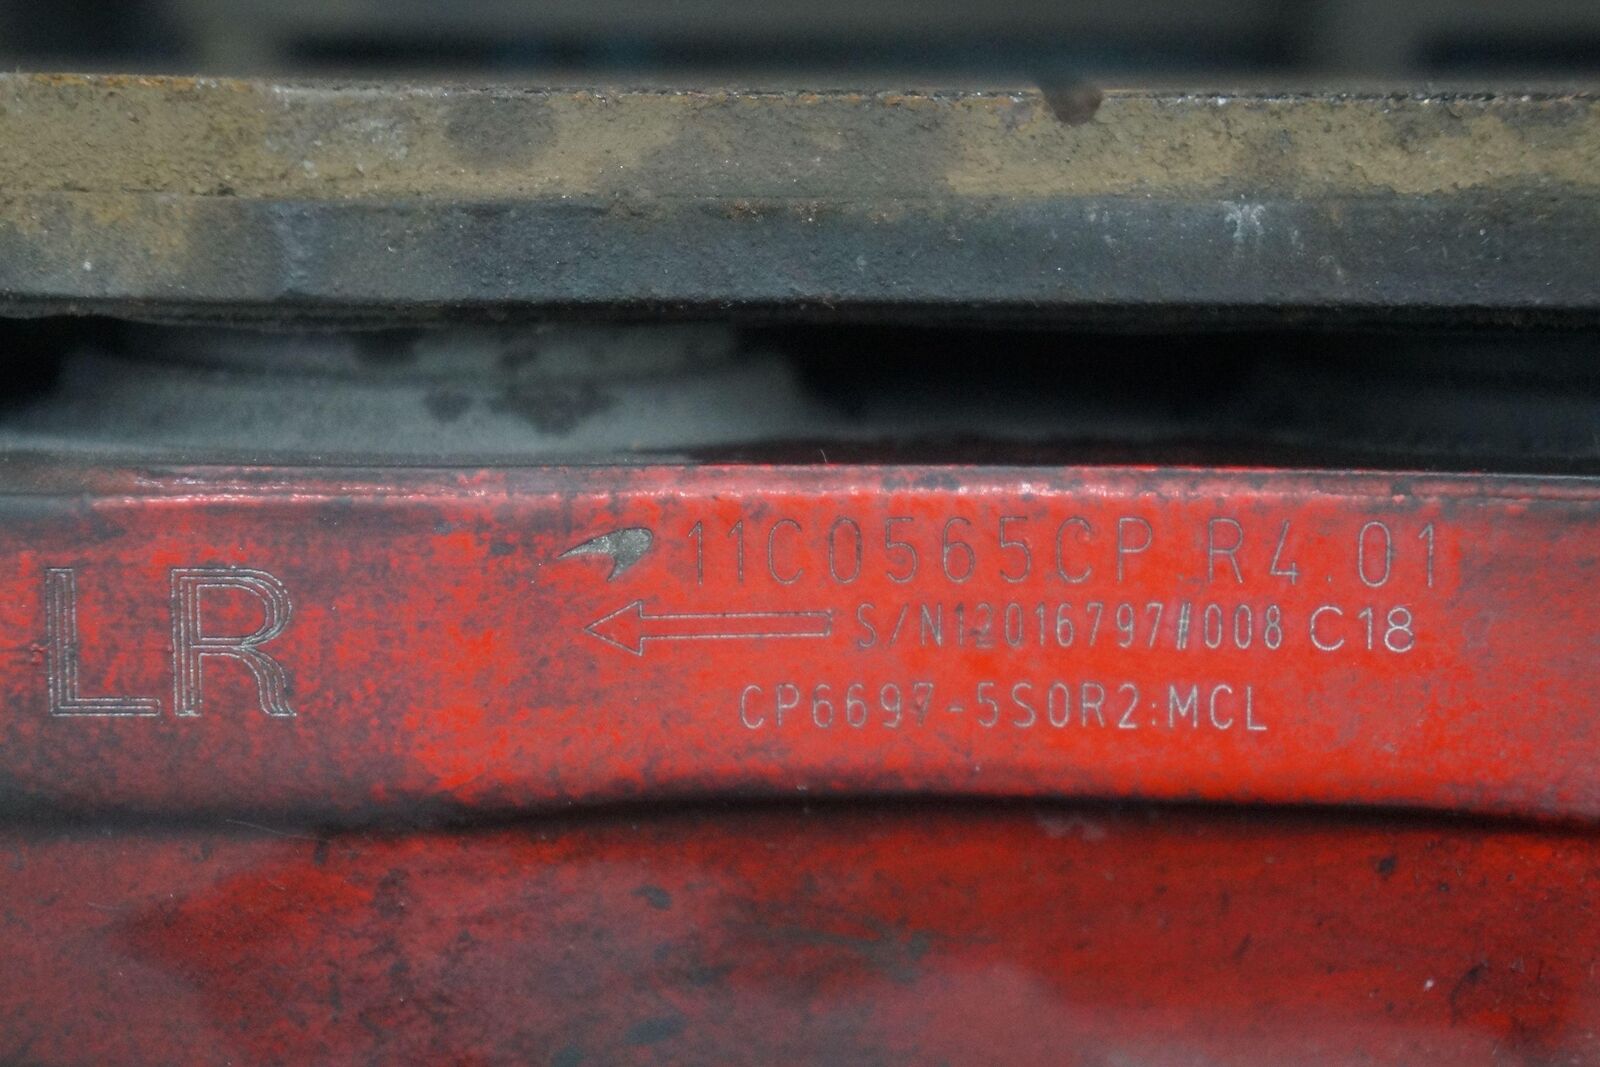 LR
11C0565CP R4.01
S/N12016797#008 C18
CP6697-5S0R2:MCL